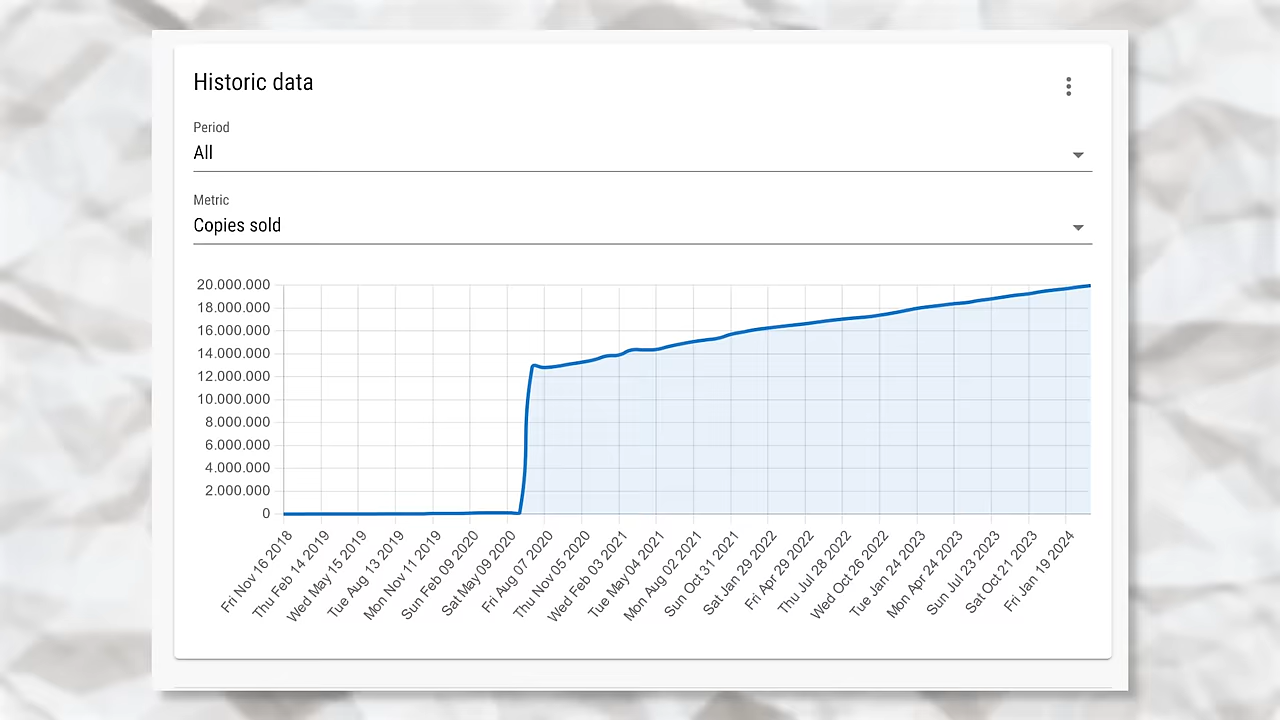 Historic data
Period
All
Metric
Copies sold
20.000.000
18.000.000
16.000.000
14.000.000
12.000.000
10.000.000
8.000.000
6.000.000
4.000.000
2.000.000
0
Fri Nov 16 2018
Thu Feb 14 2019
Wed May 15 2019
Tue Aug 13 2019
Mon Nov 11 2019
Sun Feb 09 2020
Sat May 09 2020
Fri Aug 07 2020
Thu Nov 05 2020
Wed Feb 03 2021
Tue May 04 2021
Mon Aug 02 2021
Sun Oct 31 2021
Sat Jan 29 2022
Fri Apr 29 2022
Thu Jul 28 2022
Wed Oct 26 2022
Tue Jan 24 2023
Mon Apr 24 2023
Sun Jul 23 2023
Sat Oct 21 2023
Fri Jan 19 2024